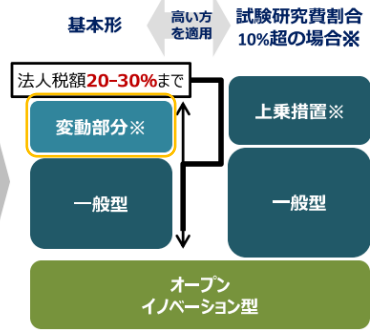 基本形
高い方
を適用
試験研究費割合
10%超の場合※
法人税額20-30%まで
変動部分※
一般型
上乗措置※
一般型
オープン
イノベーション型